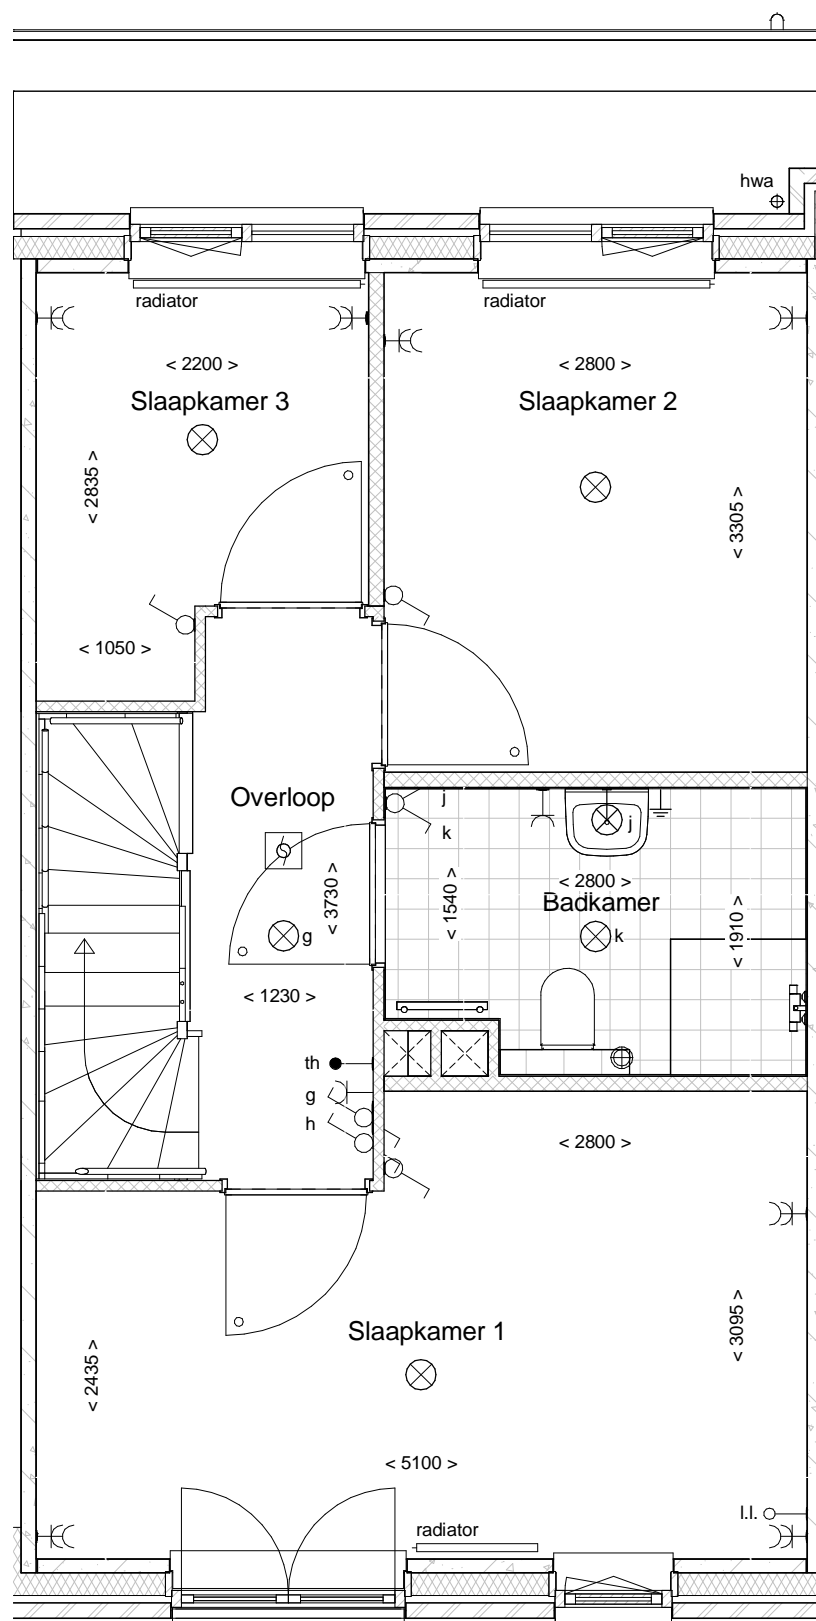 hwa
radiator
radiator
< 2200 >
< 2800 >
Slaapkamer 3
Slaapkamer 2
< 2835 >
< 3305 >
< 1050 >
Overloop
j
k
j
< 2800 >
Badkamer
< 3730 >
< 1540 >
< 1910 >
g
k
< 1230 >
th
g
h
< 2800 >
Slaapkamer 1
< 3095 >
< 2435 >
< 5100 >
l.l.
radiator